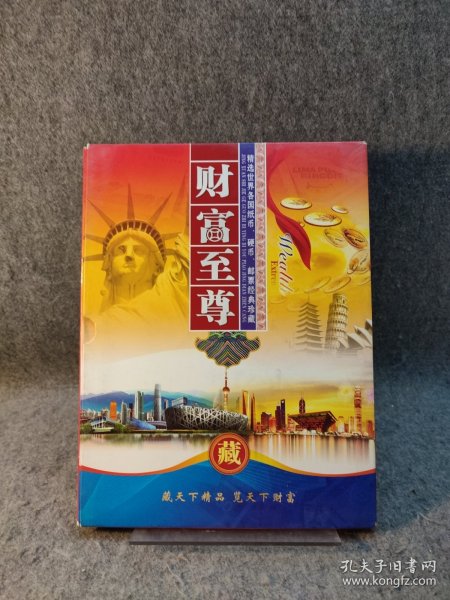 财富至尊
精选世界各国纸币、硬币、邮票经典珍藏
Wealth
Extreme
藏
藏天下精品 览天下财富
孔夫子旧书网
www.kongfz.com